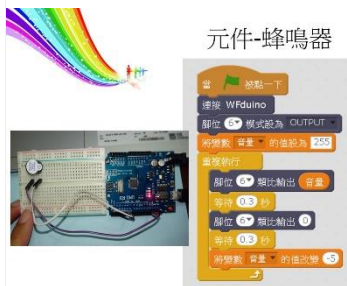 元件-蜂鳴器
當 被點一下
連接 WFduino
腳位 6 模式設為 OUTPUT
將變數 音量 的值設為 255
重複執行
腳位 6 類比輸出 音量
等待 0.3 秒
腳位 6 類比輸出 0
等待 0.3 秒
將變數 音量 的值改變 -5